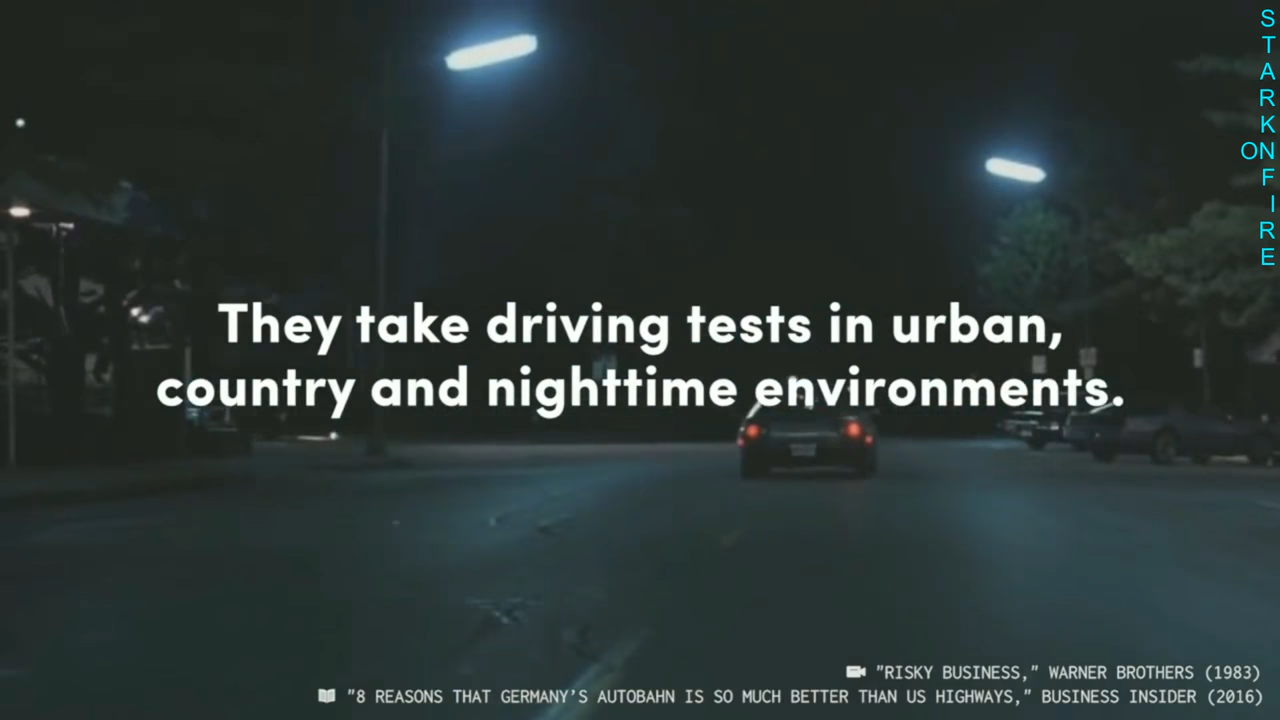 They take driving tests in urban,
country and nighttime environments.
"RISKY BUSINESS," WARNER BROTHERS (1983)
"8 REASONS THAT GERMANY'S AUTOBAHN IS SO MUCH BETTER THAN US HIGHWAYS," BUSINESS INSIDER (2016)
S
T
A
R
K
ON
F
I
R
E